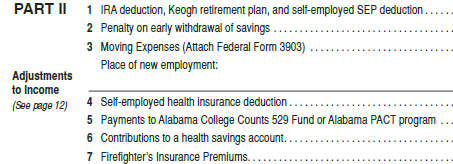 PART II 1 IRA deduction, Keogh retirement plan, and self-employed SEP deduction......
2 Penalty on early withdrawal of savings
3 Moving Expenses (Attach Federal Form 3903)
Place of new employment:
Adjustments
to Income
(See page 12)
4 Self-employed health insurance deduction
5 Payments to Alabama College Counts 529 Fund or Alabama PACT program ...
6 Contributions to a health savings account
7 Firefighter's Insurance Premiums